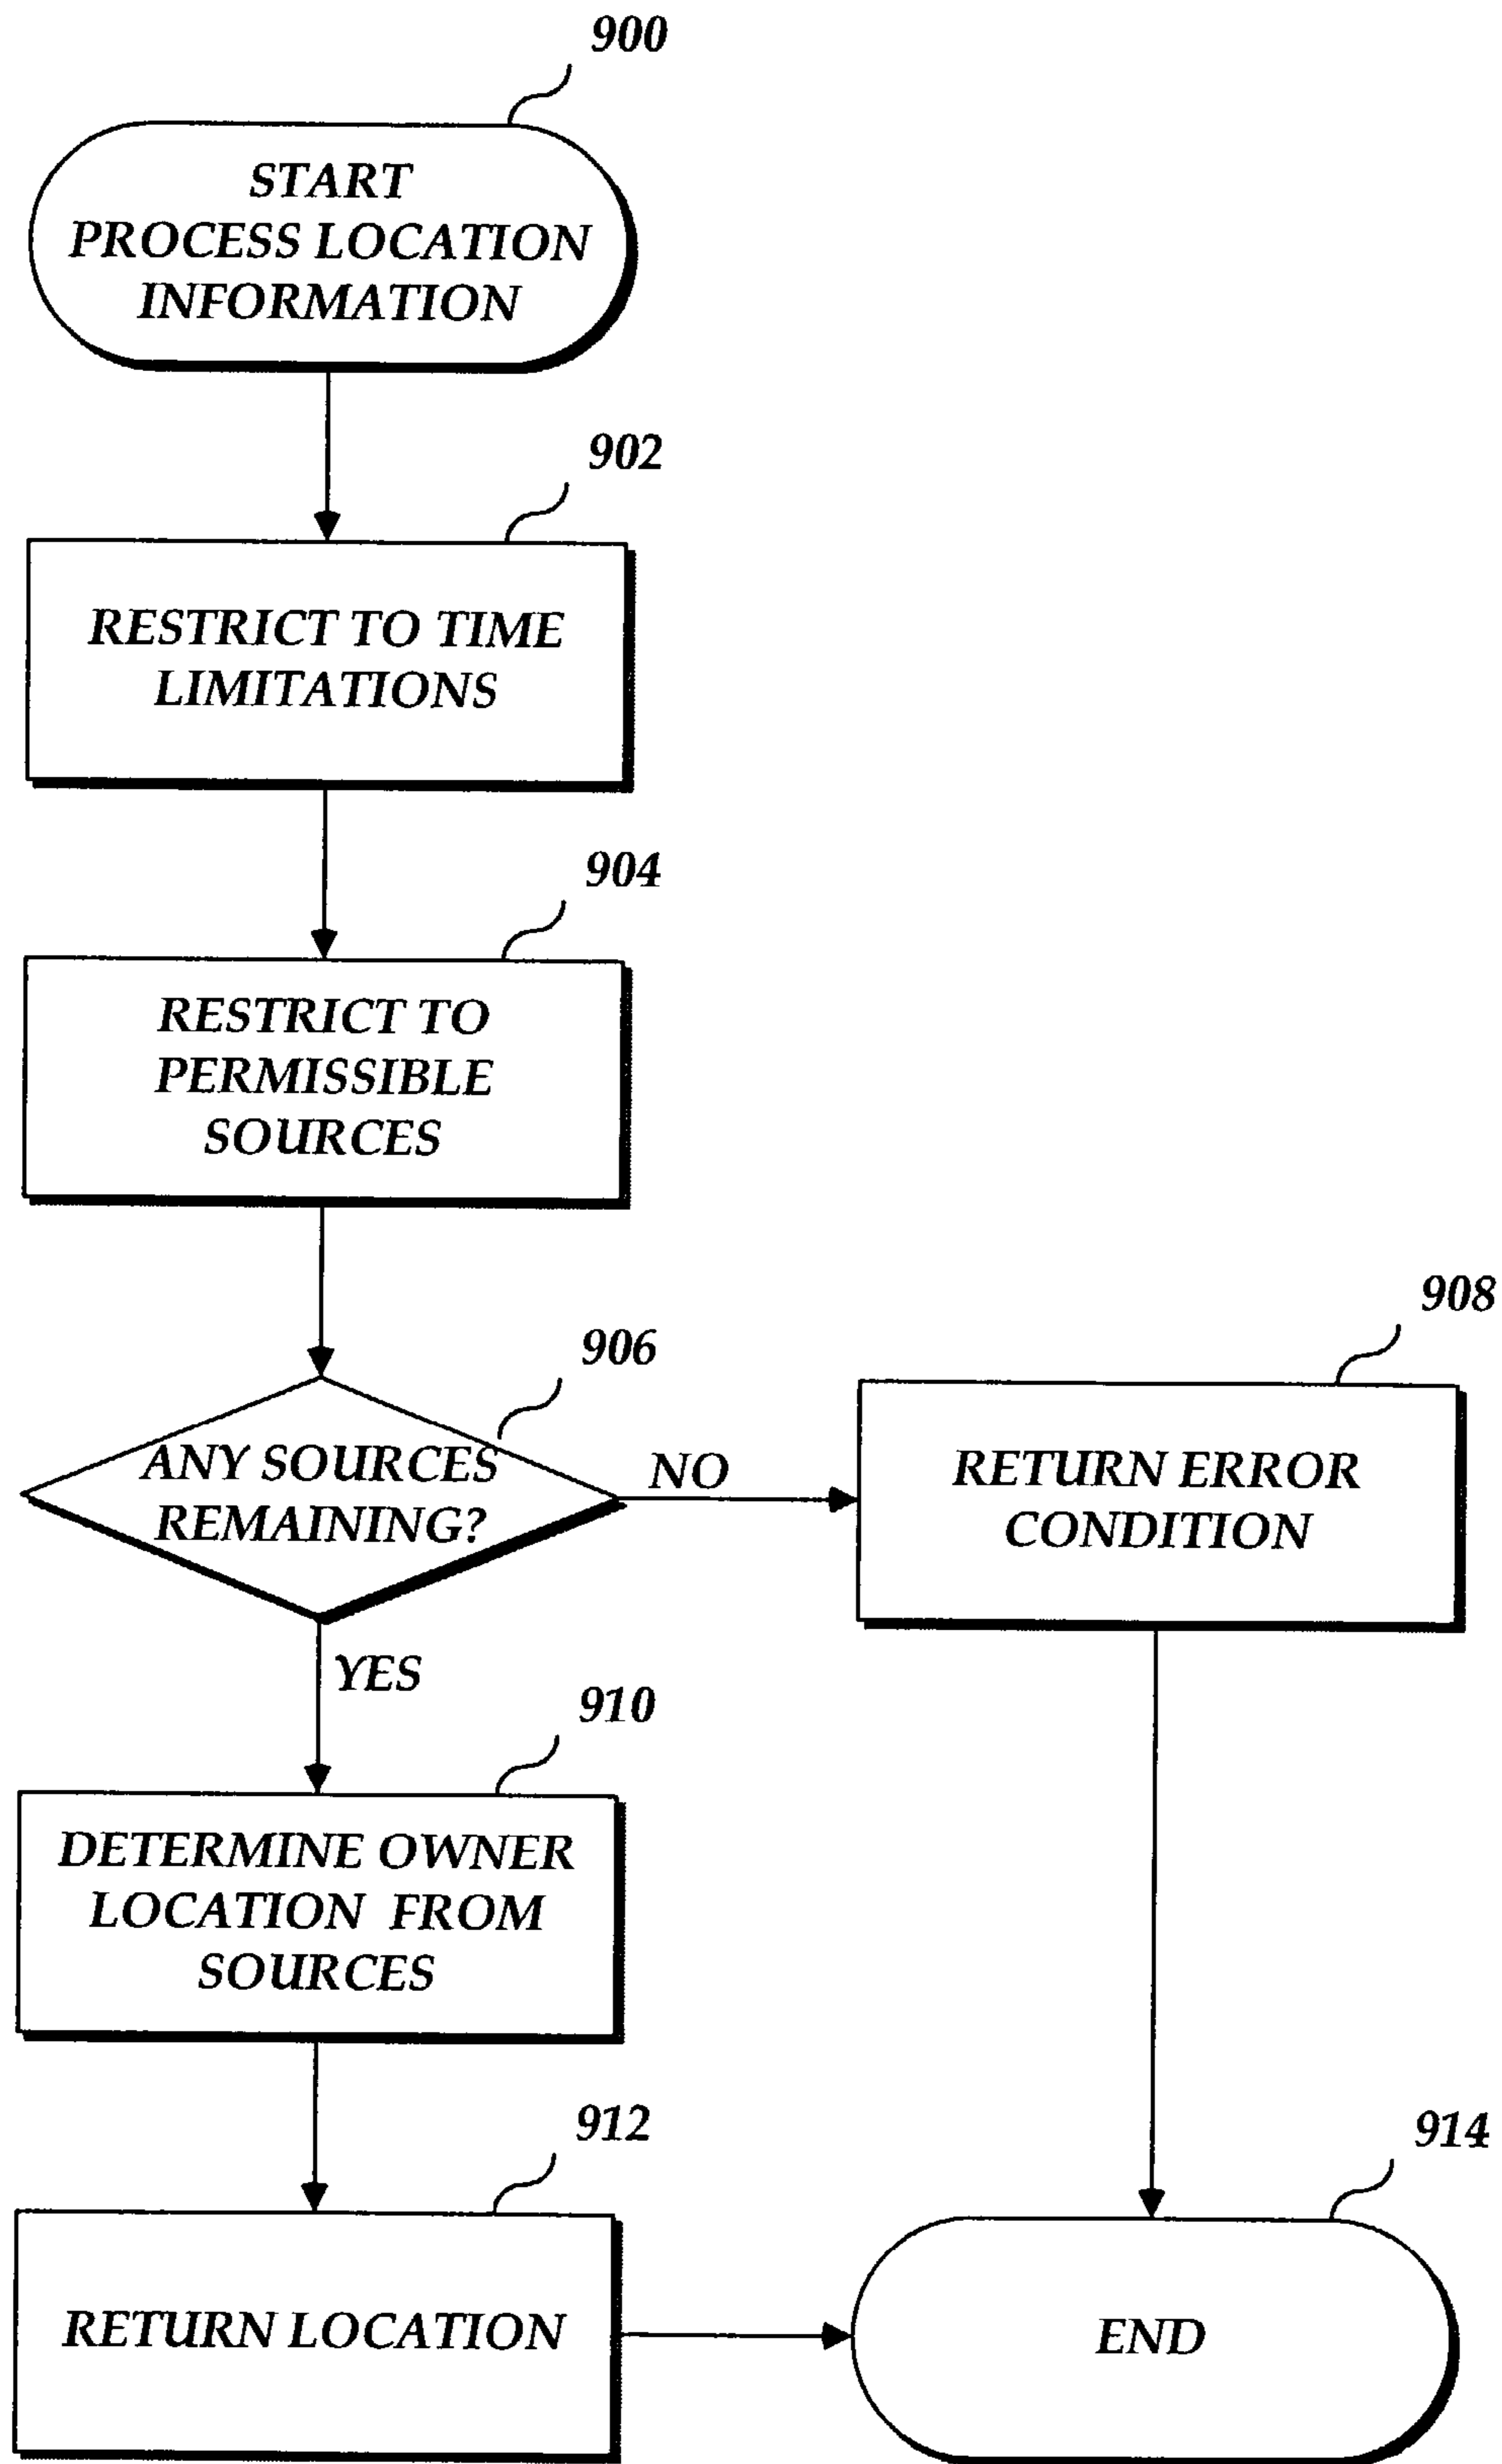 900
START
PROCESS LOCATION
INFORMATION
902
RESTRICT TO TIME
LIMITATIONS
904
RESTRICT TO
PERMISSIBLE
SOURCES
906
ANY SOURCES
REMAINING?
NO
908
RETURN ERROR
CONDITION
YES
910
DETERMINE OWNER
LOCATION FROM
SOURCES
912
RETURN LOCATION
914
END